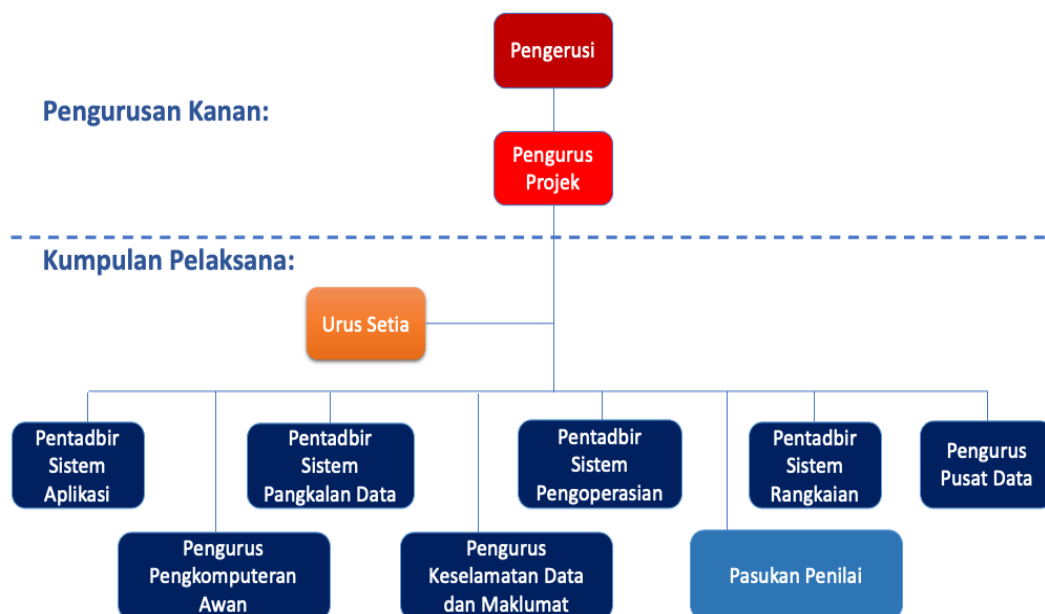 Pengerusi
Pengurusan Kanan:
Pengurus
Projek
Kumpulan Pelaksana:
Urus Setia
Pentadbir
Sistem
Aplikasi
Pentadbir
Sistem
Pangkalan Data
Pentadbir
Sistem
Pengoperasian
Pentadbir
Sistem
Rangkaian
Pengurus
Pusat Data
Pengurus
Pengkomputeran
Awan
Pengurus
Keselamatan Data
dan Maklumat
Pasukan Penilai